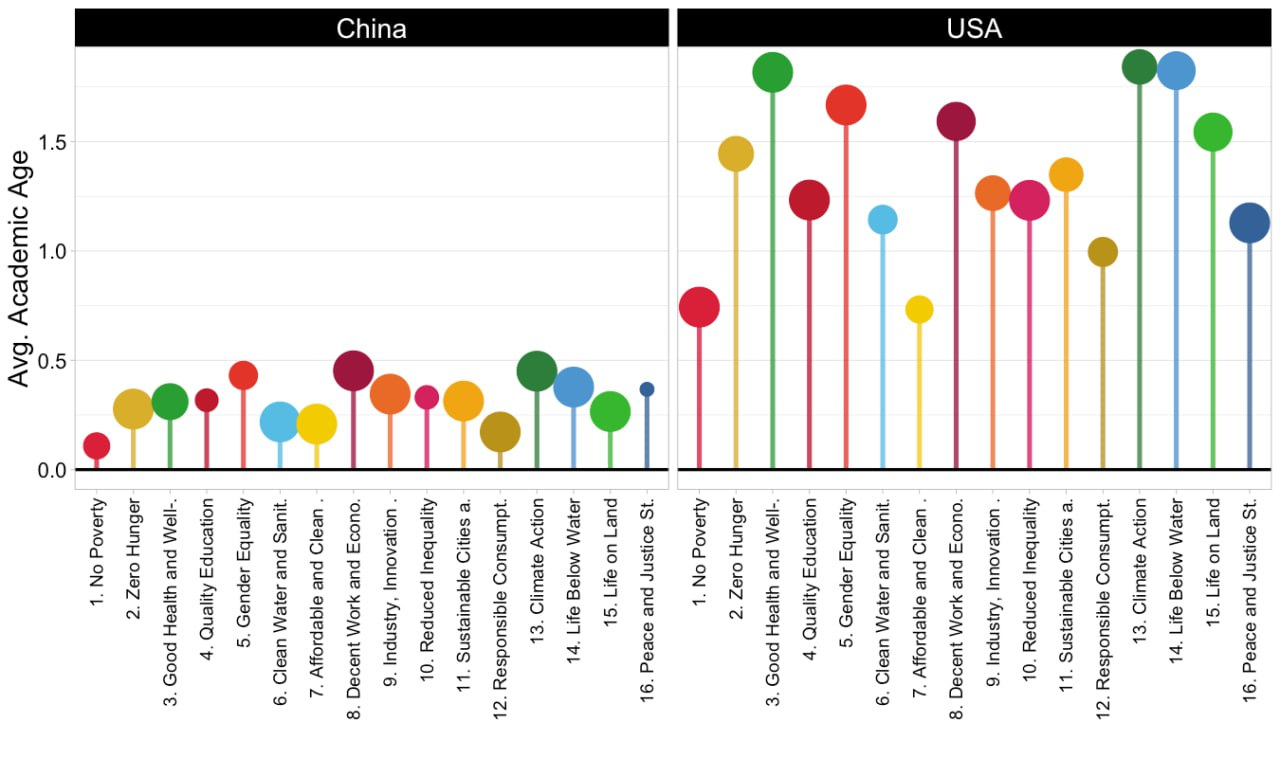 China
USA
Avg. Academic Age
1.5
1.0
0.5
0.0
1. No Poverty
2. Zero Hunger
3. Good Health and Well-.
4. Quality Education
5. Gender Equality
6. Clean Water and Sanit.
7. Affordable and Clean .
8. Decent Work and Econo.
9. Industry, Innovation .
10. Reduced Inequality
11. Sustainable Cities a.
12. Responsible Consumpt.
13. Climate Action
14. Life Below Water
15. Life on Land
16. Peace and Justice St.
1. No Poverty
2. Zero Hunger
3. Good Health and Well-.
4. Quality Education
5. Gender Equality
6. Clean Water and Sanit.
7. Affordable and Clean .
8. Decent Work and Econo.
9. Industry, Innovation .
10. Reduced Inequality
11. Sustainable Cities a.
12. Responsible Consumpt.
13. Climate Action
14. Life Below Water
15. Life on Land
16. Peace and Justice St.